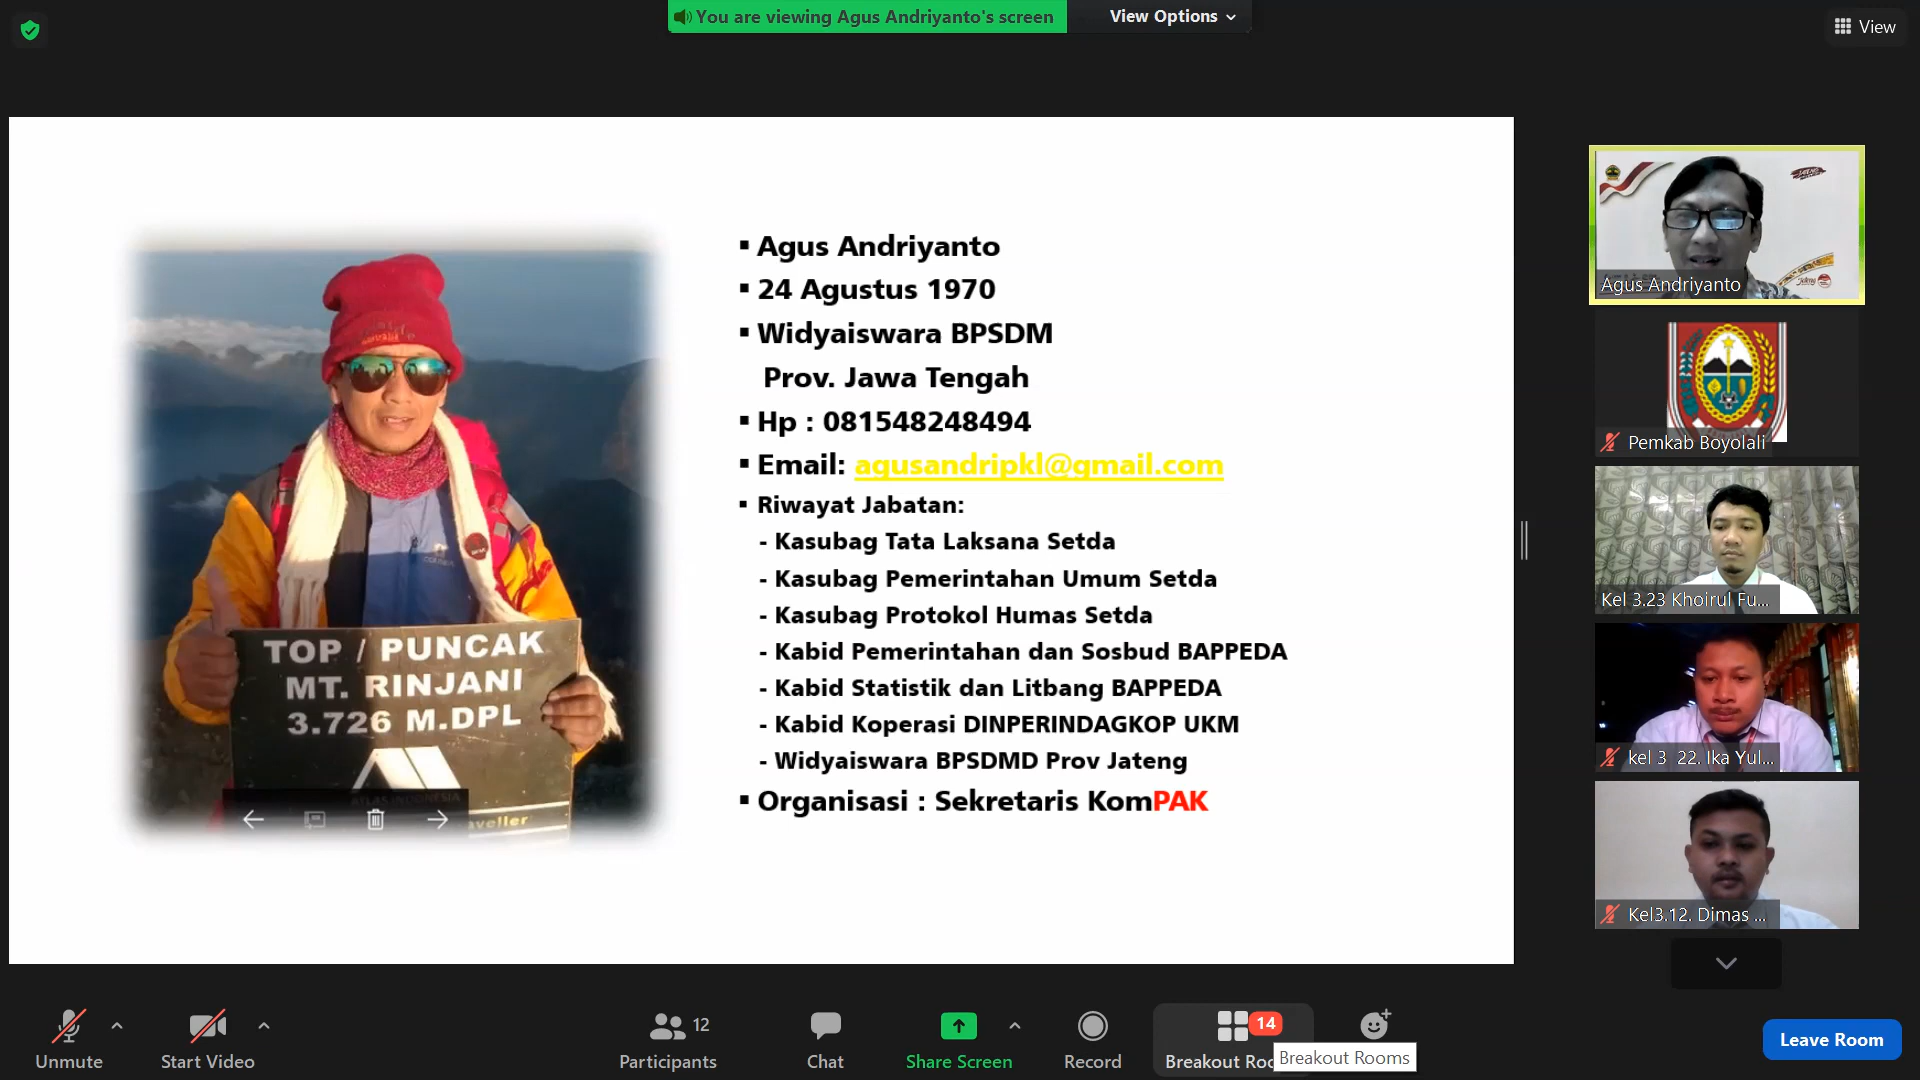 You are viewing Agus Andriyanto's screen
View Options
View
▪ Agus Andriyanto
▪ 24 Agustus 1970
▪ Widyaiswara BPSDM
Prov. Jawa Tengah
▪ Hp : 081548248494
▪ Email: agusandripkl@gmail.com
▪ Riwayat Jabatan:
- Kasubag Tata Laksana Setda
- Kasubag Pemerintahan Umum Setda
- Kasubag Protokol Humas Setda
- Kabid Pemerintahan dan Sosbud BAPPEDA
- Kabid Statistik dan Litbang BAPPEDA
- Kabid Koperasi DINPERINDAGKOP UKM
- Widyaiswara BPSDMD Prov Jateng
▪ Organisasi : Sekretaris KomPAK
TOP / PUNCAK
MT. RINJANI
3.726 M.DPL
aveller
Agus Andriyanto
Pemkab Boyolali
Kel 3.23 Khoirul Fu...
kel 3 22. Ika Yul...
Kel3.12. Dimas ...
Unmute
Start Video
Participants
12
Chat
Share Screen
Record
Breakout Roo
14
Breakout Rooms
Leave Room